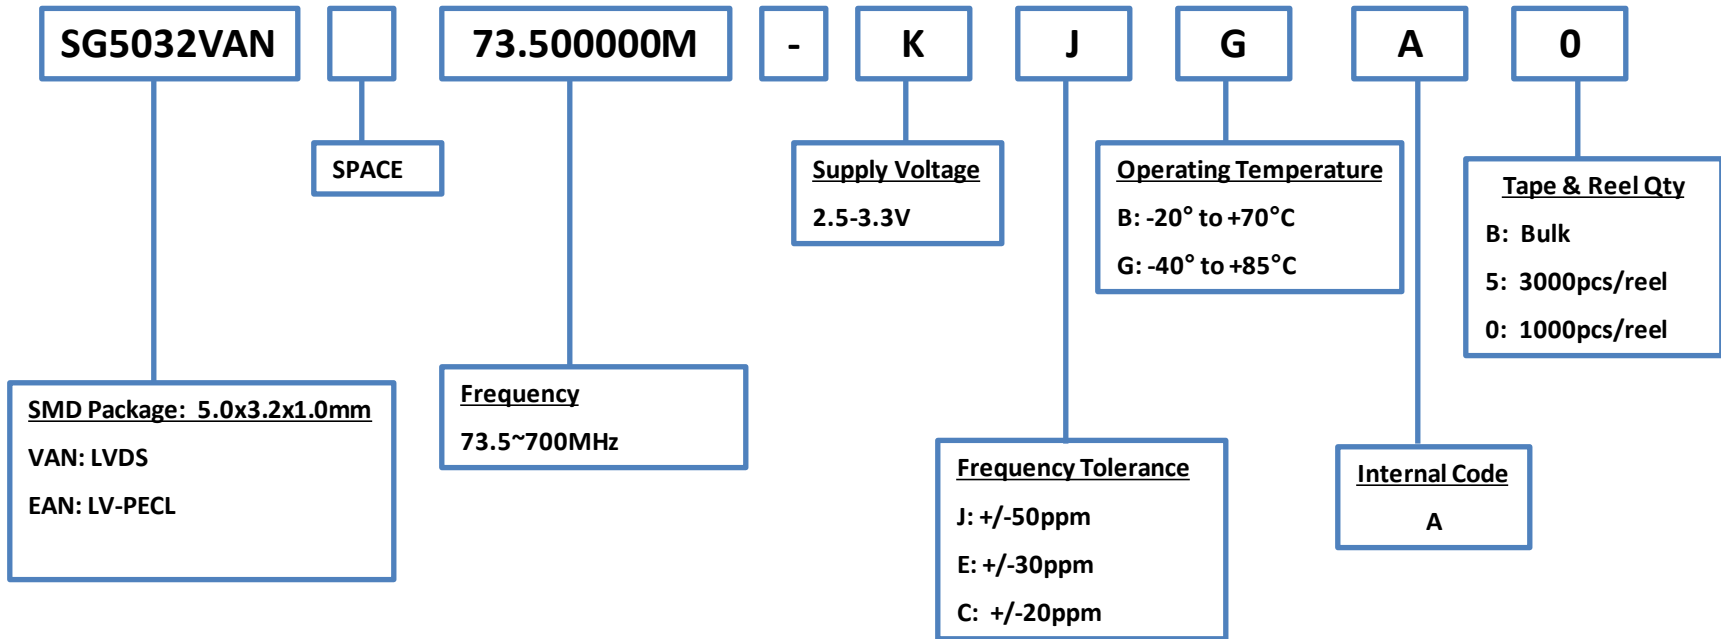 SG5032VAN 73.500000M - K J G A 0
SPACE
Supply Voltage
2.5-3.3V
Operating Temperature
B: -20° to +70°C
G: -40° to +85°C
Tape & Reel Qty
B: Bulk
5: 3000pcs/reel
0: 1000pcs/reel
SMD Package: 5.0x3.2x1.0mm
VAN: LVDS
EAN: LV-PECL
Frequency
73.5~700MHz
Frequency Tolerance
J: +/-50ppm
E: +/-30ppm
C: +/-20ppm
Internal Code
A